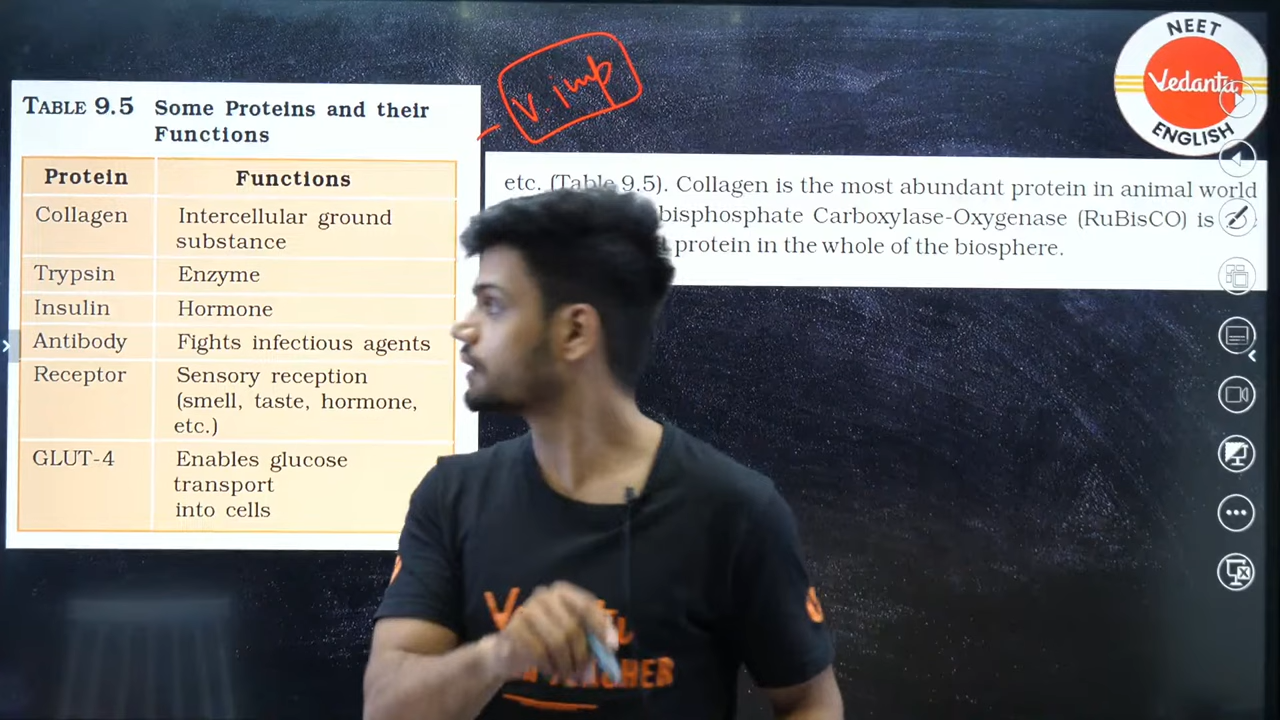 NEET
Vedantu
ENGLISH
v. imp
TABLE 9.5 Some Proteins and their
Functions
Protein Functions
Collagen Intercellular ground
substance
Trypsin Enzyme
Insulin Hormone
Antibody Fights infectious agents
Receptor Sensory reception
(smell, taste, hormone,
etc.)
GLUT-4 Enables glucose
transport
into cells
etc. (Table 9.5). Collagen is the most abundant protein in animal world
bisphosphate Carboxylase-Oxygenase (RuBisCO) is
protein in the whole of the biosphere.